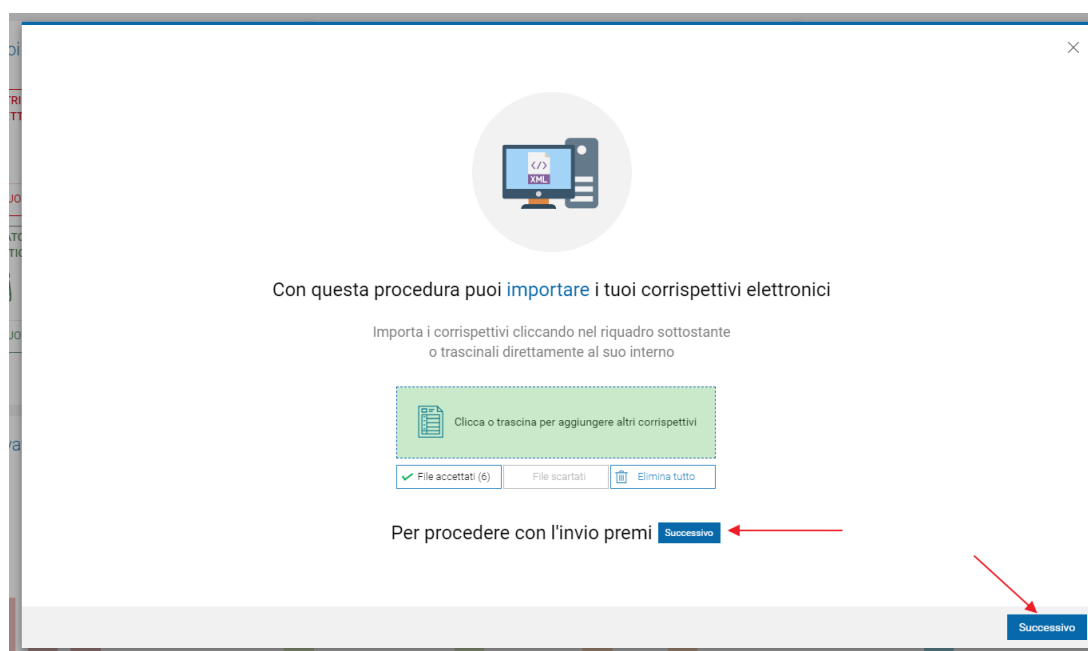 </>
XML
Con questa procedura puoi importare i tuoi corrispettivi elettronici
Importa i corrispettivi cliccando nel riquadro sottostante
o trascinali direttamente al suo interno
Clicca o trascina per aggiungere altri corrispettivi
File accettati (6) File scartati Elimina tutto
Per procedere con l'invio premi Successivo
Successivo